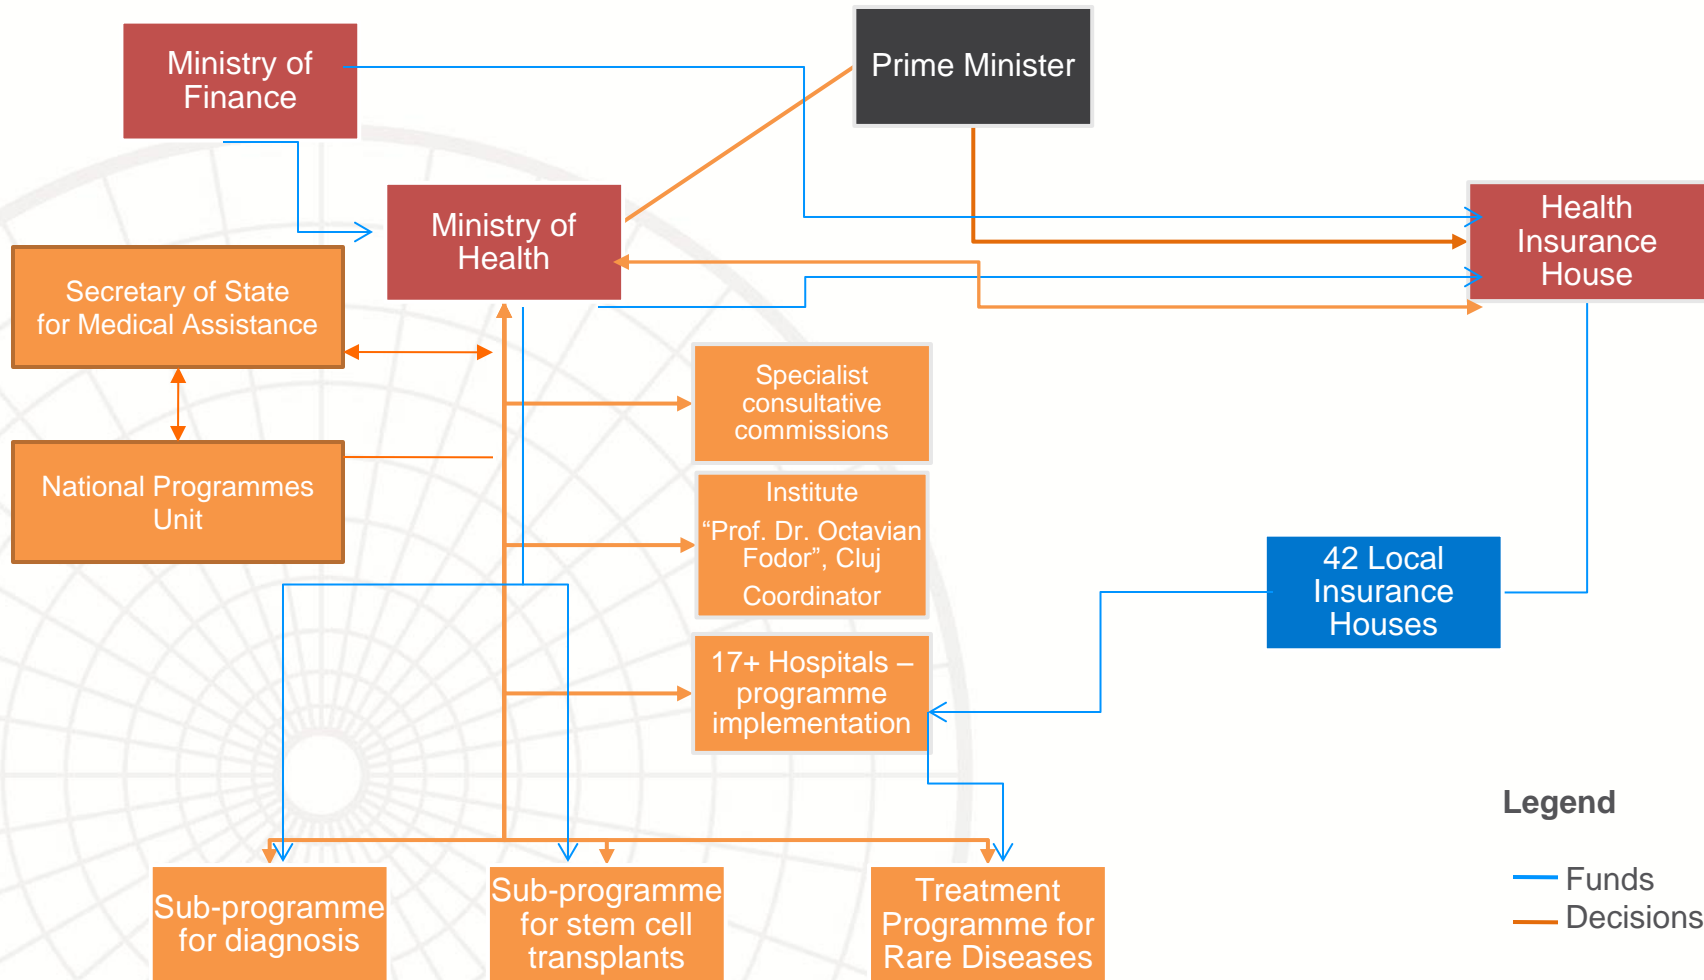 Ministry of
Finance
Prime Minister
Ministry of
Health
Health
Insurance
House
Secretary of State
for Medical Assistance
Specialist
consultative
commissions
National Programmes
Unit
Institute
“Prof. Dr. Octavian
Fodor”, Cluj
Coordinator
42 Local
Insurance
Houses
17+ Hospitals –
programme
implementation
Sub-programme
for diagnosis
Sub-programme
for stem cell
transplants
Treatment
Programme for
Rare Diseases
Legend
Funds
Decisions